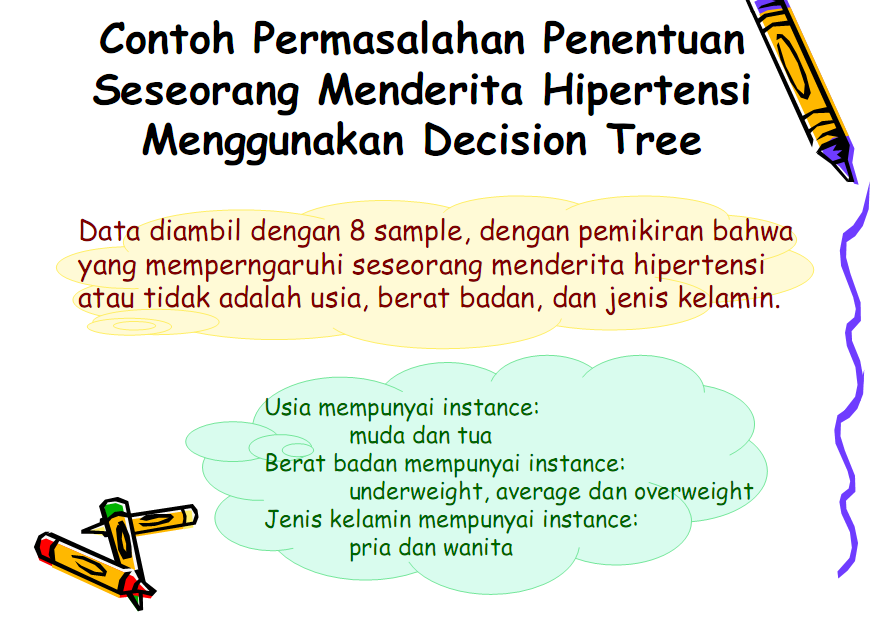 Contoh Permasalahan Penentuan
Seseorang Menderita Hipertensi
Menggunakan Decision Tree
Data diambil dengan 8 sample, dengan pemikiran bahwa
yang memperngaruhi seseorang menderita hipertensi
atau tidak adalah usia, berat badan, dan jenis kelamin.
Usia mempunyai instance:
muda dan tua
Berat badan mempunyai instance:
underweight, average dan overweight
Jenis kelamin mempunyai instance:
pria dan wanita